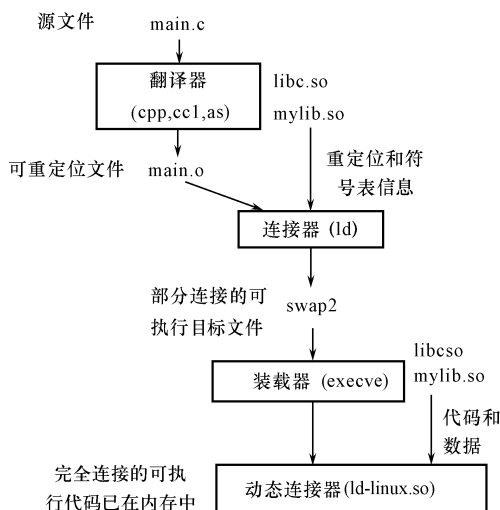 源文件 main.c
翻译器
(cpp,cc1,as)
libc.so
mylib.so
可重定位文件 main.o
重定位和符
号表信息
连接器 (ld)
部分连接的可
执行目标文件
swap2
装载器 (execve)
libcso
mylib.so
代码和
数据
完全连接的可执
行代码已在内存中
动态连接器(ld-linux.so)